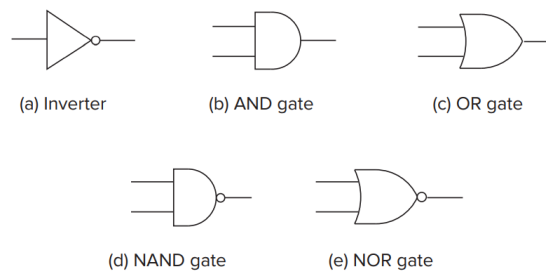 (a) Inverter
(b) AND gate
(c) OR gate
(d) NAND gate
(e) NOR gate